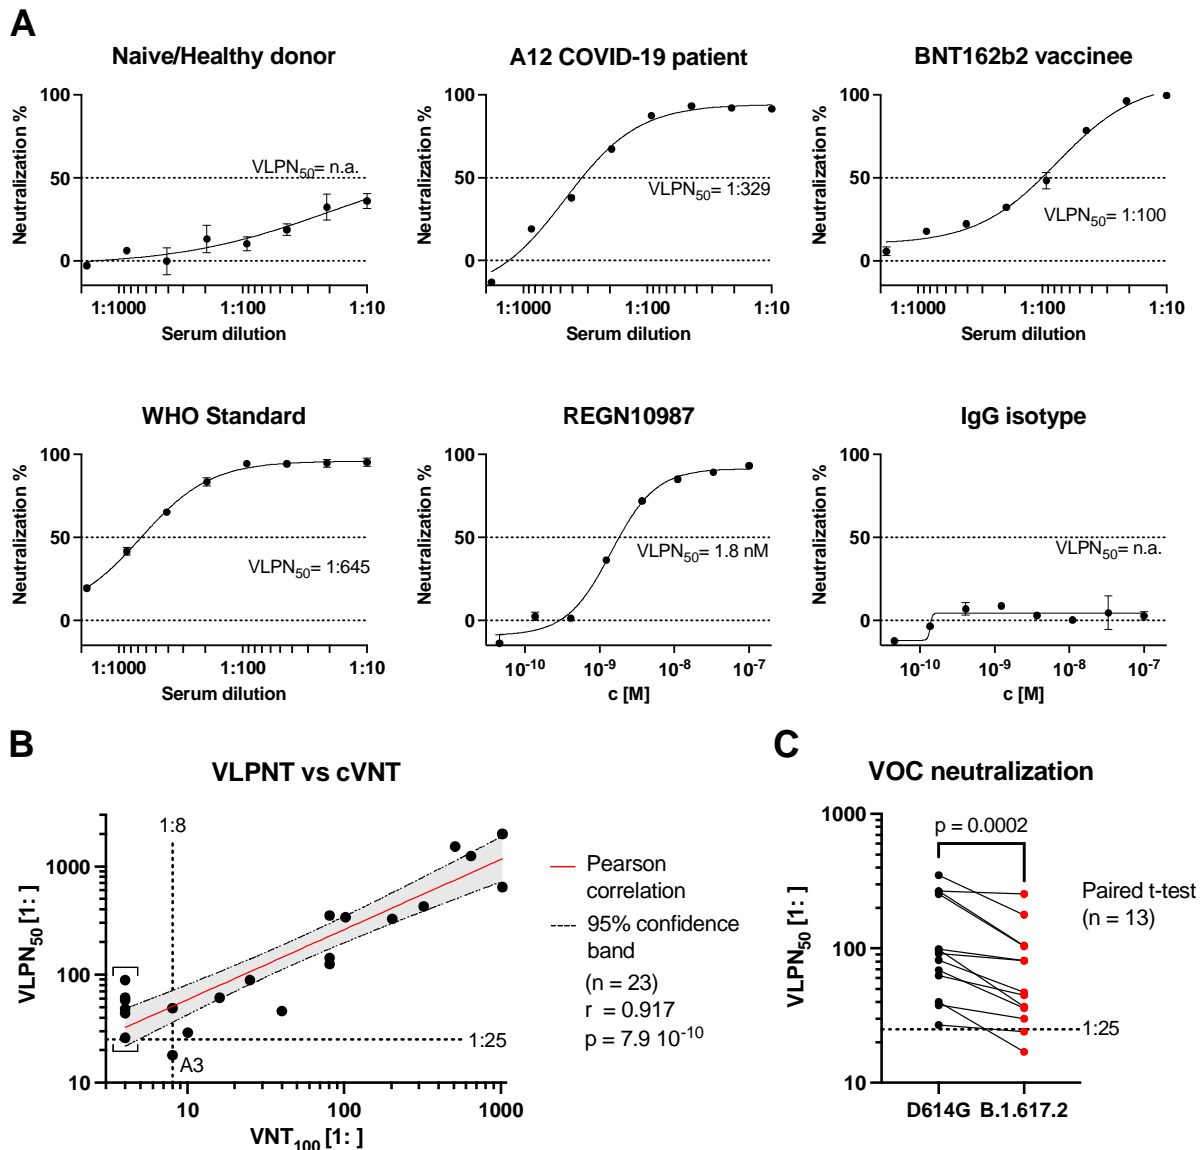 A
Naive/Healthy donor
A12 COVID-19 patient
BNT162b2 vaccinee
Neutralization %
100
50
0
VLPN50= n.a.
1:1000
1:100
1:10
Serum dilution
Neutralization %
100
50
0
VLPN50= 1:329
1:1000
1:100
1:10
Serum dilution
Neutralization %
100
50
0
VLPN50= 1:100
1:1000
1:100
1:10
Serum dilution
WHO Standard
REGN10987
IgG isotype
Neutralization %
100
50
0
VLPN50= 1:645
1:1000
1:100
1:10
Serum dilution
Neutralization %
100
50
0
VLPN50= 1.8 nM
10-10
10-9
10-8
10-7
c [M]
Neutralization %
100
50
0
VLPN50= n.a.
10-10
10-9
10-8
10-7
c [M]
B
VLPNT vs cVNT
VLPN50 [1: ]
1000
100
10
1:8
1:25
A3
10
100
1000
VNT100 [1: ]
Pearson
correlation
95% confidence
band
(n = 23)
r = 0.917
p = 7.9 10-10
C
VOC neutralization
VLPN50 [1: ]
1000
100
10
p = 0.0002
Paired t-test
(n = 13)
1:25
D614G B.1.617.2